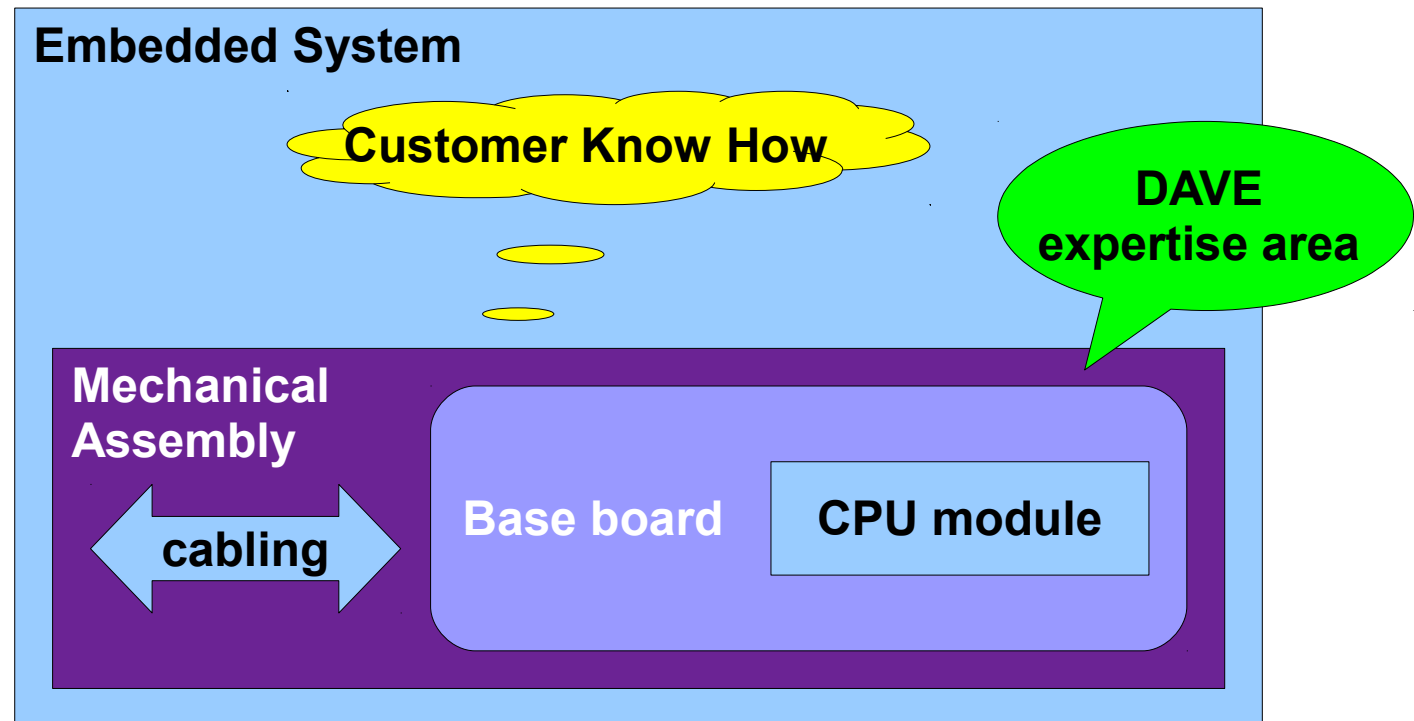 Embedded System
Customer Know How
DAVE
expertise area
Mechanical
Assembly
cabling
Base board
CPU module